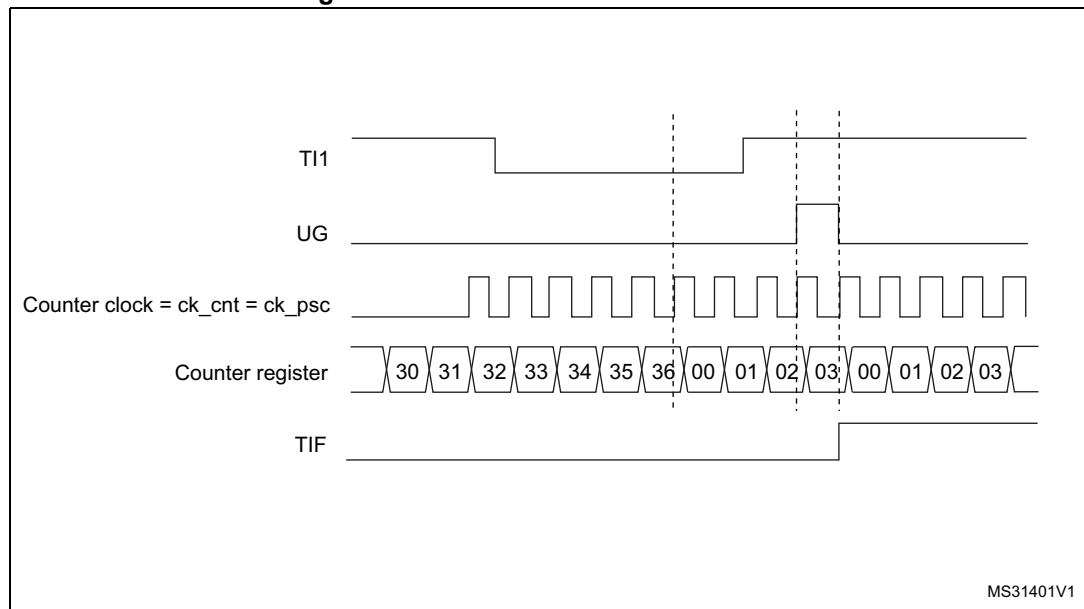 g
TI1
UG
Counter clock = ck_cnt = ck_psc
Counter register 30 31 32 33 34 35 36 00 01 02 03 00 01 02 03
TIF
MS31401V1